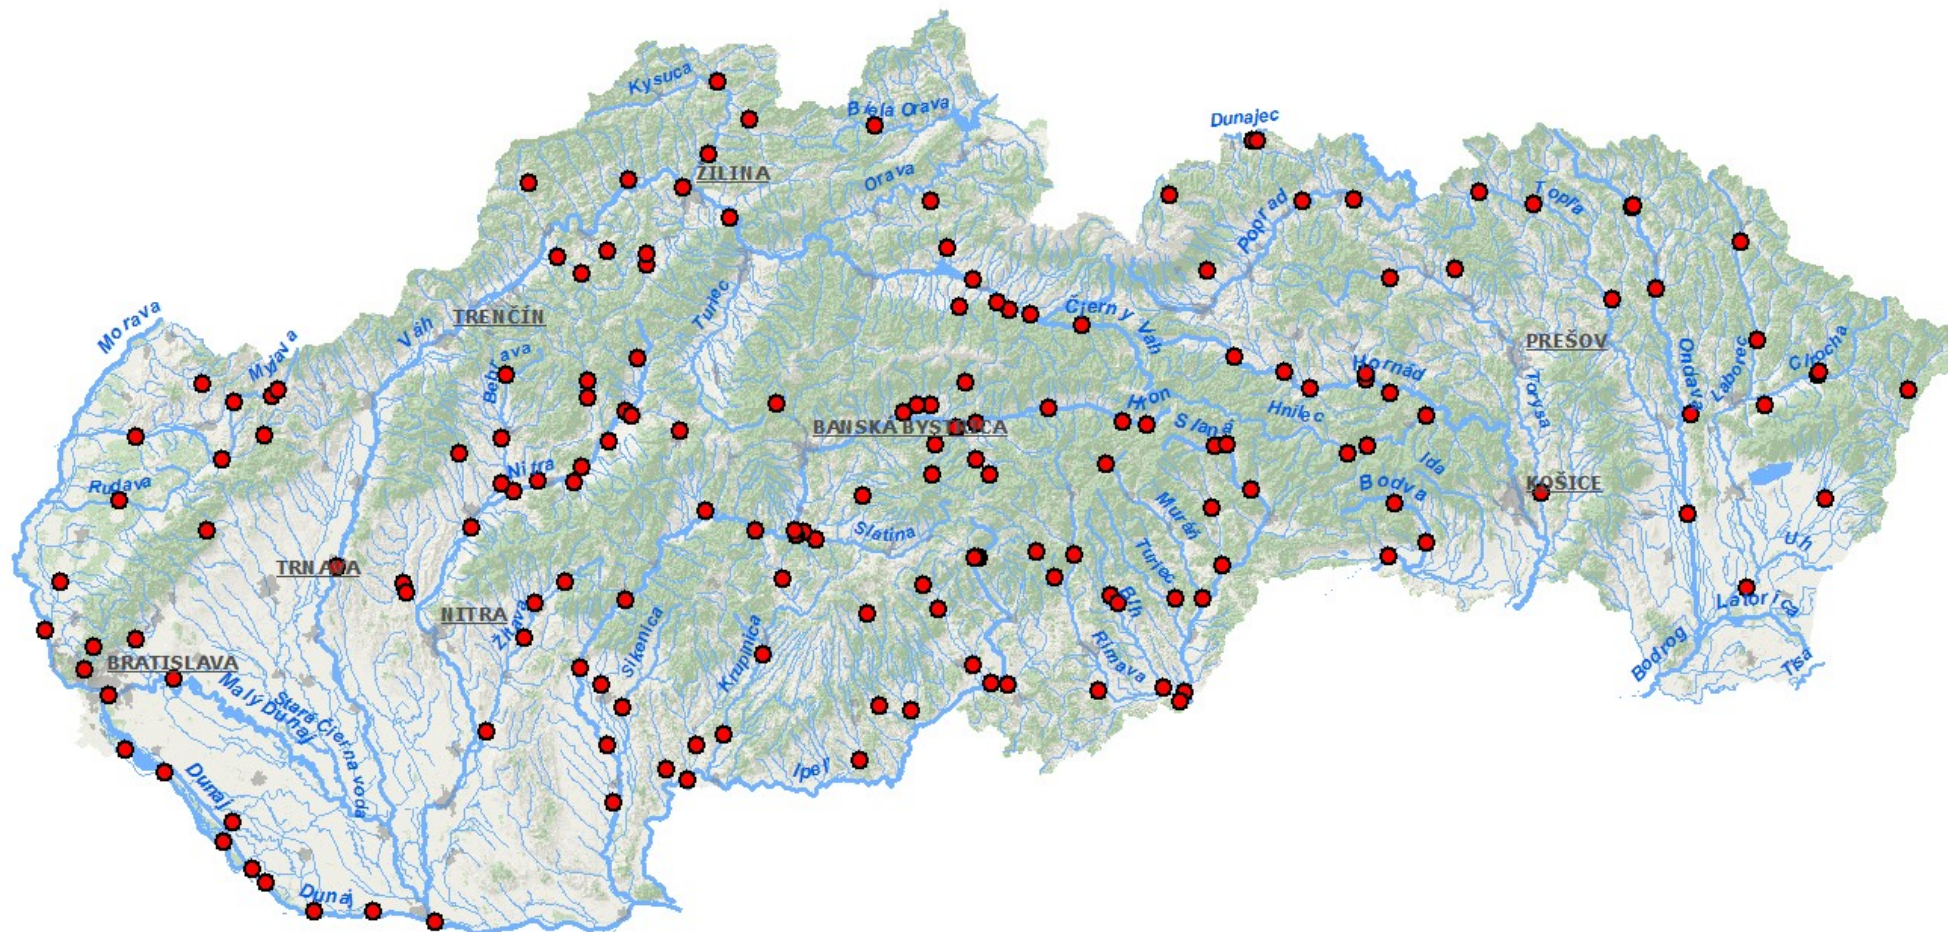 Kysuca
Biela Orava
Dunajec
ŽILINA
Orava
Topľa
Poprad
Morava
Váh
TRENČÍN
Turiec
Čierny Váh
Myjava
Bebrava
PREŠOV
Hornád
Ondava
Laborec
Cirocha
Torysa
Hron
Hnilec
Slaná
BANSKÁ BYSTRICA
Nitra
Ida
Rudava
Bodva
KOŠICE
Muráň
Slatina
Turiec
Uh
TRNAVA
Blh
Latorica
NITRA
Žitava
Sikenica
Krupinica
Rimava
Bodrog
Tisa
BRATISLAVA
Malý Dunaj
Stará Čierna voda
Dunaj
Ipeľ
Dunaj